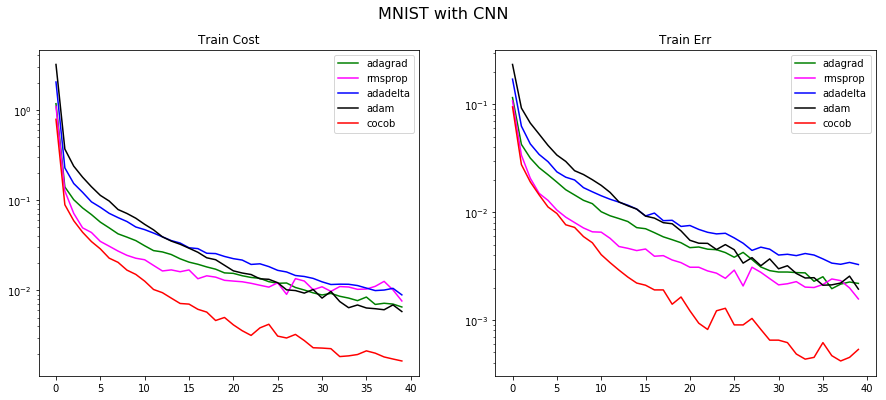 MNIST with CNN
Train Cost
adagrad
rmsprop
adadelta
adam
cocob
10^0
10^-1
10^-2
0 5 10 15 20 25 30 35 40
Train Err
adagrad
rmsprop
adadelta
adam
cocob
10^-1
10^-2
10^-3
0 5 10 15 20 25 30 35 40